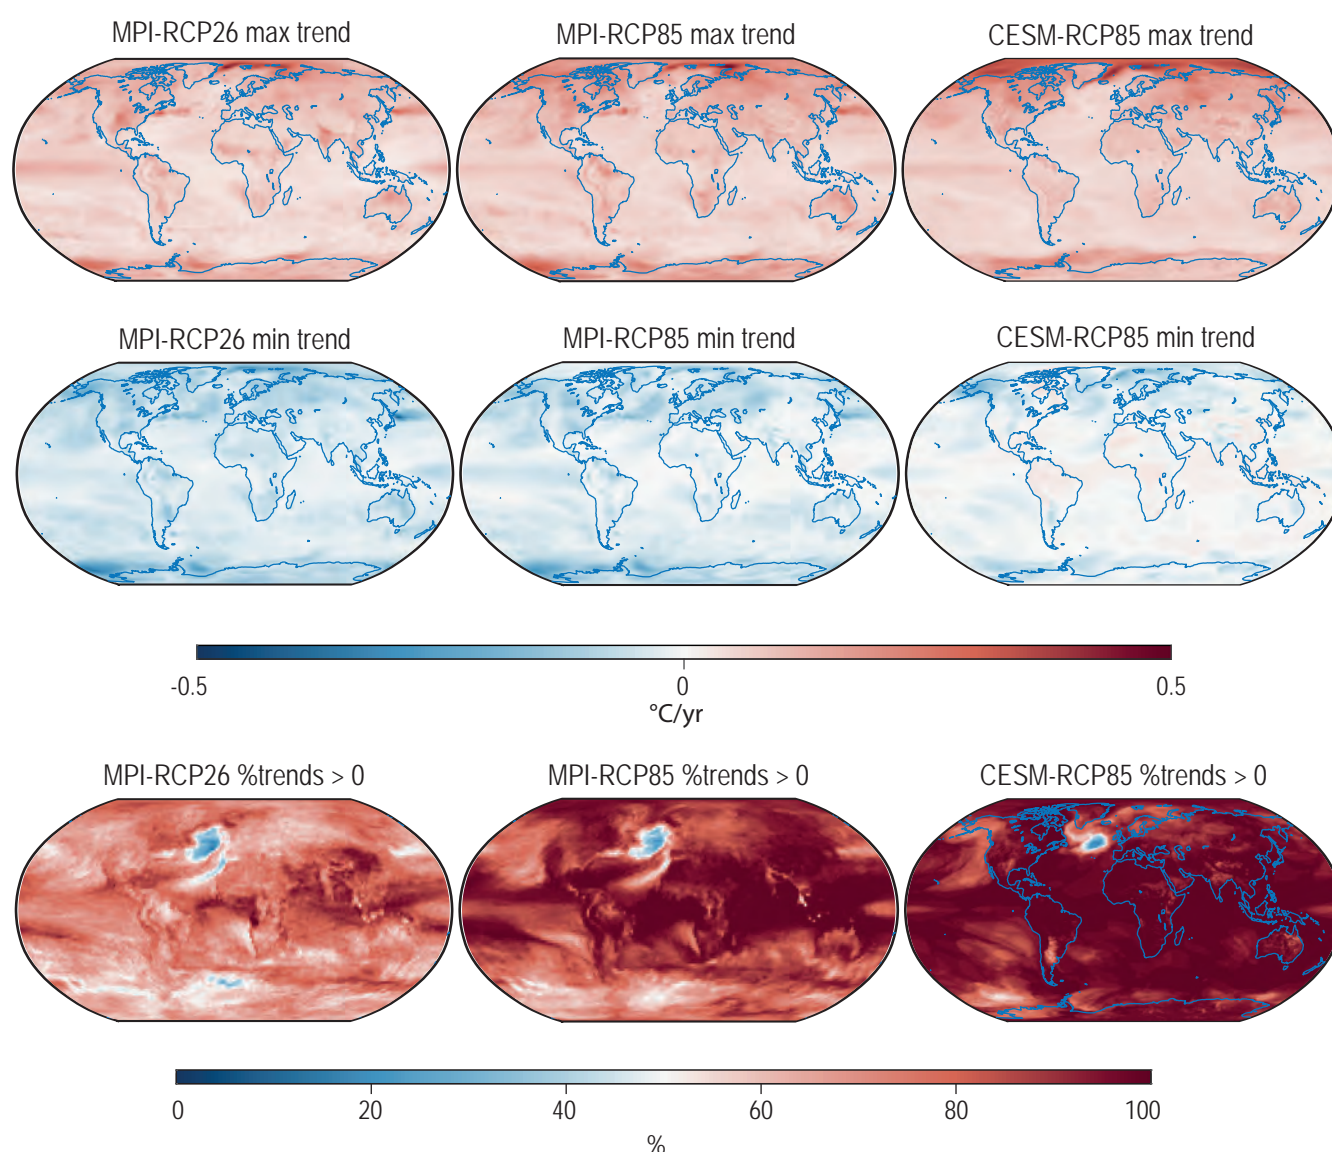 MPI-RCP26 max trend
MPI-RCP85 max trend
CESM-RCP85 max trend
MPI-RCP26 min trend
MPI-RCP85 min trend
CESM-RCP85 min trend
-0.5 0 0.5
°C/yr
MPI-RCP26 %trends > 0
MPI-RCP85 %trends > 0
CESM-RCP85 %trends > 0
0 20 40 60 80 100
%